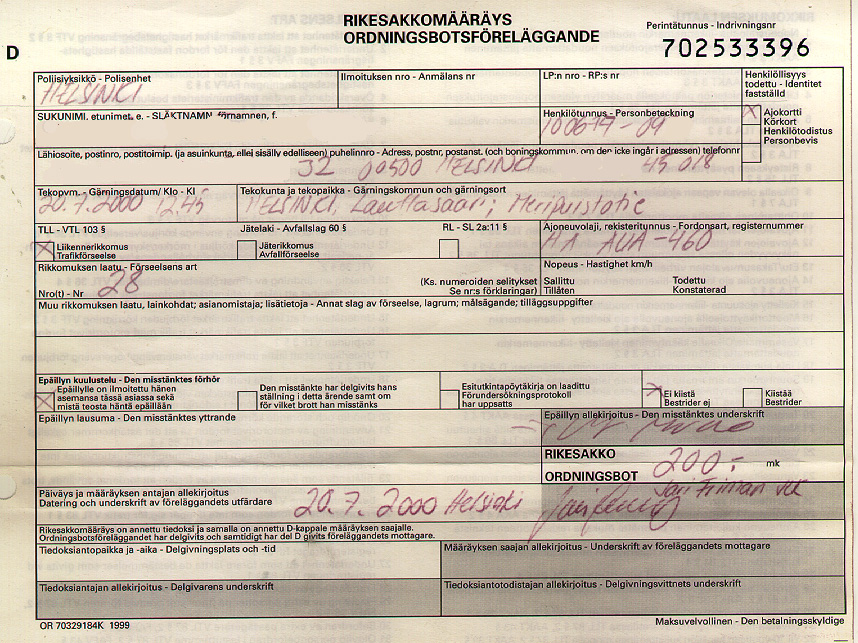 RIKESAKKOMÄÄRÄYS
ORDNINGSBOTSFÖRELÄGGANDE
Perintätunnus - Indrivningsnr
702533396
D
Poliisiyksikkö - Polisenhet
HELSINKI
Ilmoituksen nro - Anmälans nr
LP:n nro - RP:s nr
Henkilöllisyys
todettu - Identitet
fastställd
SUKUNIMI, etunimet, e. - SLÄKTNAMN förnamnen, f.
Henkilötunnus - Personbeteckning
100679-09
Ajokortti
Körkort
Henkilötodistus
Personbevis
Lähiosoite, postinro, postitoimip. (ja asuinkunta, ellei sisälly edelliseen) puhelinnro - Adress, postnr, postanst. (och boningskommun, om den icke ingår i adressen) telefonnr
32 00500 HELSINKI 45 018
Tekopvm. - Gärningsdatum / Klo - Kl
20.7.2000 12.45
Tekokunta ja tekopaikka - Gärningskommun och gärningsort
HELSINKI, Lauttasaari; Meripuistotie
TLL - VTL 103 §
Liikennerikkomus
Trafikförseelse
Jätelaki - Avfallslag 60 §
Jäterikkomus
Avfallförseelse
RL - SL 2a:11 §
Ajoneuvolaji, rekisteritunnus - Fordonsart, registernummer
HA AUA-460
Rikkomuksen laatu - Förseelsens art
Nro(t) - Nr 28
(Ks. numeroiden selitykset
Se nr:s förklaringar)
Nopeus - Hastighet km/h
Sallittu
Tillåten
Todettu
Konstaterad
Muu rikkomuksen laatu, lainkohdat; asianomistaja; lisätietoja - Annat slag av förseelse, lagrum; målsägande; tilläggsuppgifter
Epäillyn kuulustelu - Den misstänktes förhör
Epäillylle on ilmoitettu hänen
asemansa tässä asiassa sekä
mistä teosta häntä epäillään
Den misstänkte har delgivits hans
ställning i detta ärende samt om
för vilket brott han misstänks
Esitutkintapöytäkirja on laadittu
Förundersökningsprotokoll
har uppsatts
Ei kiistä
Bestrider ej
Kiistää
Bestrider
Epäillyn lausuma - Den misstänktes yttrande
Epäillyn allekirjoitus - Den misstänktes underskrift
RIKESAKKO
ORDNINGSBOT
200:- mk
Päiväys ja määräyksen antajan allekirjoitus
Datering och underskrift av föreläggandets utfärdare
20.7.2000 Helsinki
Jari Friman
Rikesakkomääräys on annettu tiedoksi ja samalla on annettu D-kappale määräyksen saajalle.
Ordningsbotsföreläggandet har delgivits och samtidigt har del D givits föreläggandets mottagare.
Tiedoksiantopaikka ja -aika - Delgivningsplats och -tid
Määräyksen saajan allekirjoitus - Underskrift av föreläggandets mottagare
Tiedoksiantajan allekirjoitus - Delgivarens underskrift
Tiedoksiantotodistajan allekirjoitus - Delgivningsvittnets underskrift
OR 70329184K 1999
Maksuvelvollinen - Den betalningsskyldige